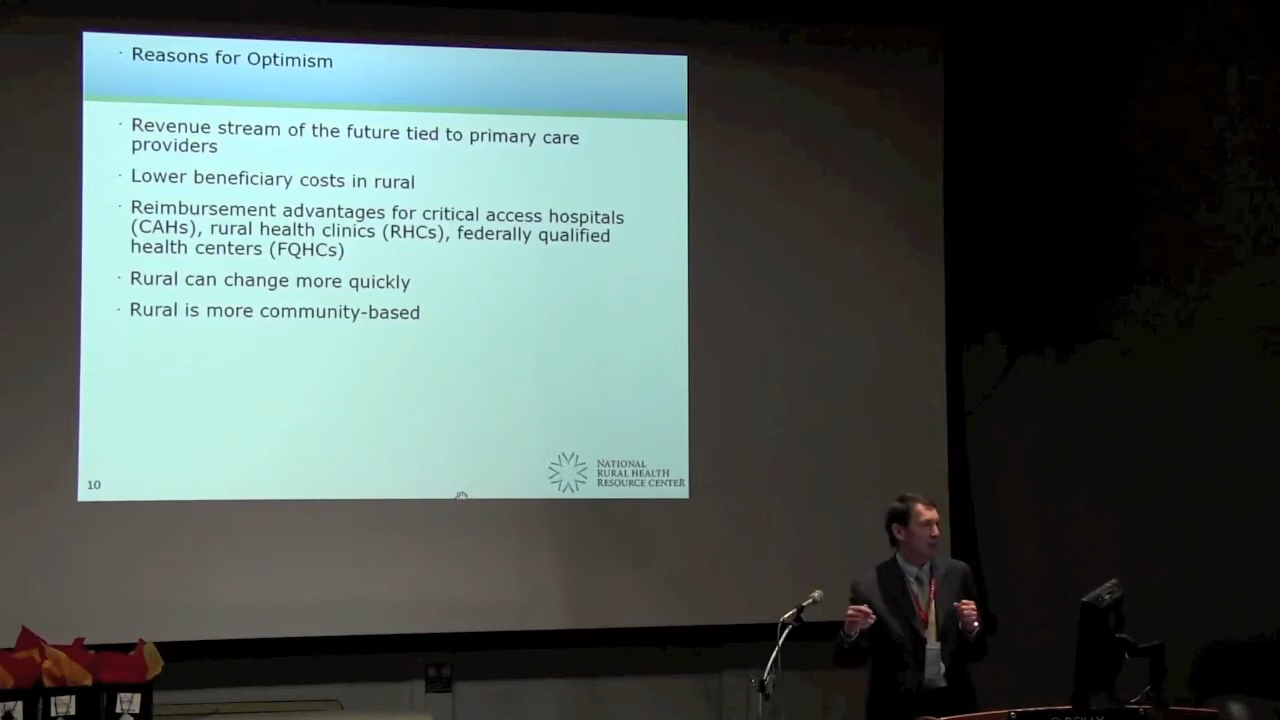 · Reasons for Optimism
· Revenue stream of the future tied to primary care
providers
· Lower beneficiary costs in rural
· Reimbursement advantages for critical access hospitals
(CAHs), rural health clinics (RHCs), federally qualified
health centers (FQHCs)
· Rural can change more quickly
· Rural is more community-based
10
NATIONAL
RURAL HEALTH
RESOURCE CENTER